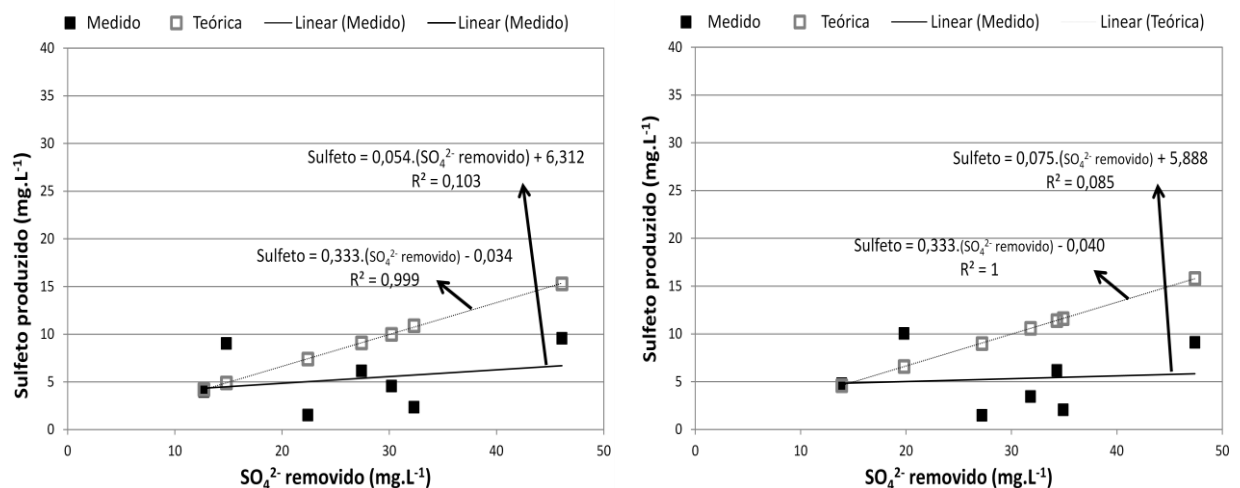 Medido Teórica Linear (Medido) Linear (Medido)
40
35
30
25
20
15
10
5
0
Sulfeto produzido (mg.L⁻¹)
Sulfeto = 0,054.(SO₄²⁻ removido) + 6,312
R² = 0,103
Sulfeto = 0,333.(SO₄²⁻ removido) - 0,034
R² = 0,999
0 10 20 30 40 50
SO₄²⁻ removido (mg.L⁻¹)
Medido Teórica Linear (Medido) Linear (Teórica)
40
35
30
25
20
15
10
5
0
Sulfeto produzido (mg.L⁻¹)
Sulfeto = 0,075.(SO₄²⁻ removido) + 5,888
R² = 0,085
Sulfeto = 0,333.(SO₄²⁻ removido) - 0,040
R² = 1
0 10 20 30 40 50
SO₄²⁻ removido (mg.L⁻¹)